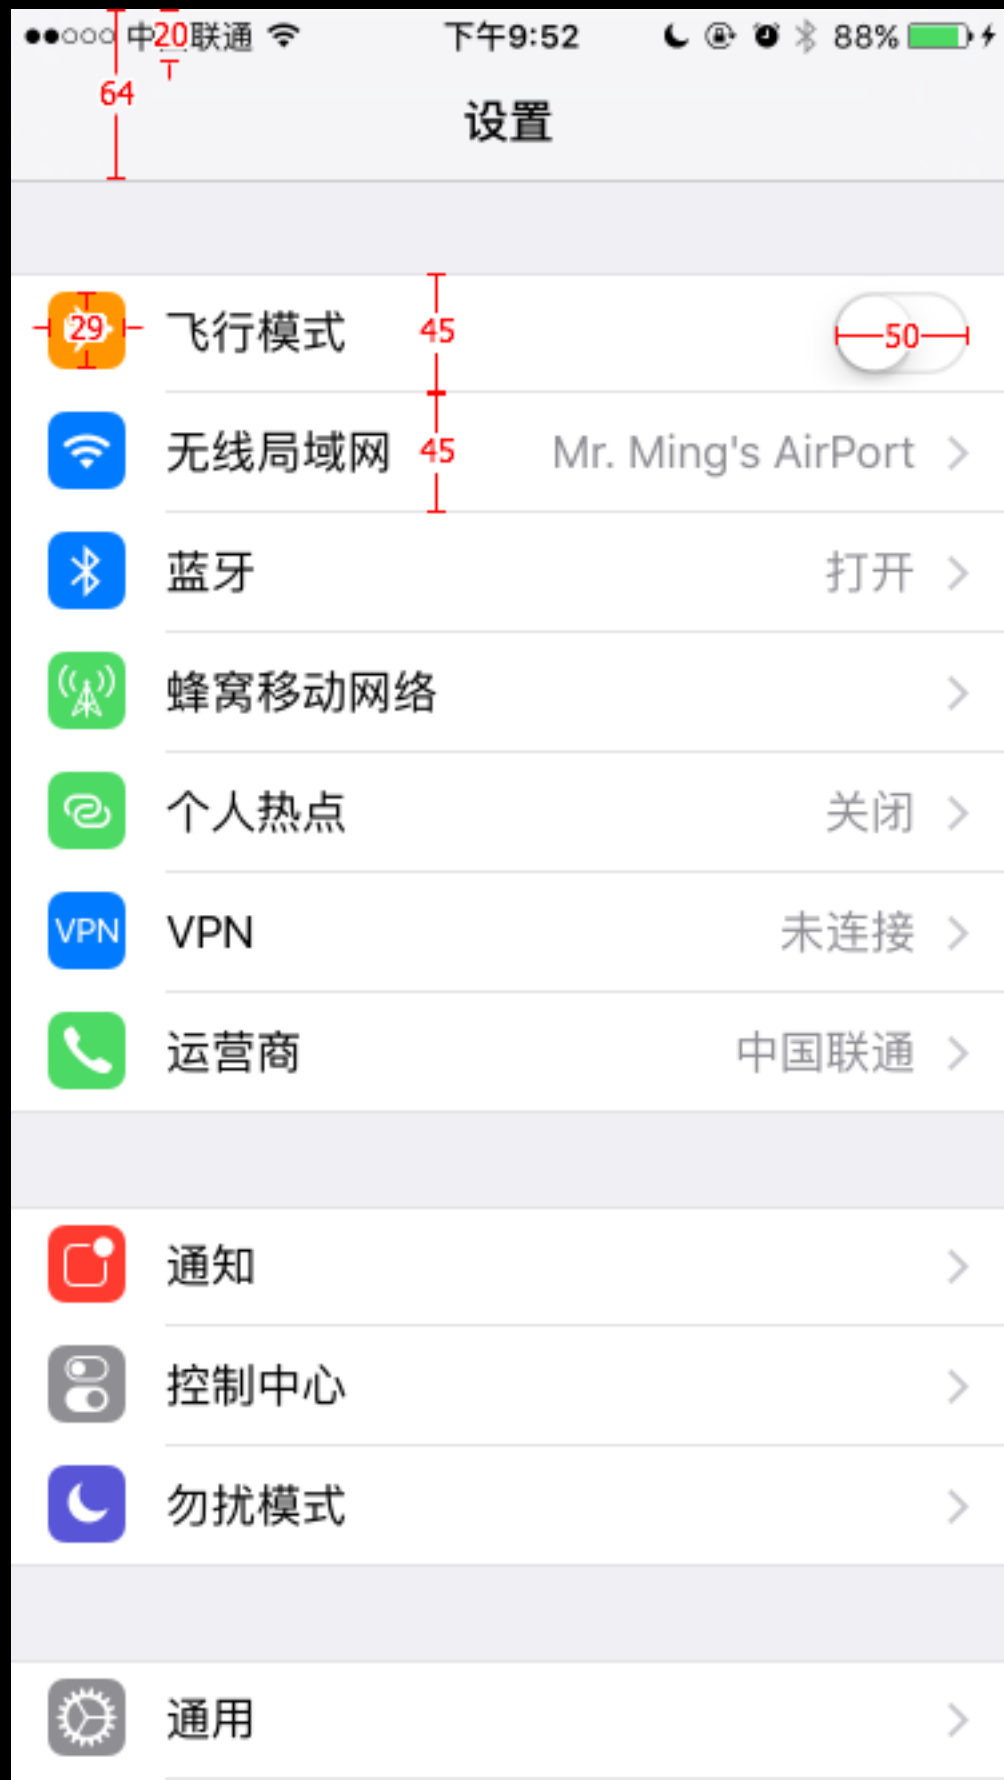 中20联通 下午9:52 88%
64
设置
29 飞行模式 45 50
无线局域网 45 Mr. Ming's AirPort
蓝牙 打开
蜂窝移动网络
个人热点 关闭
VPN VPN 未连接
运营商 中国联通
通知
控制中心
勿扰模式
通用